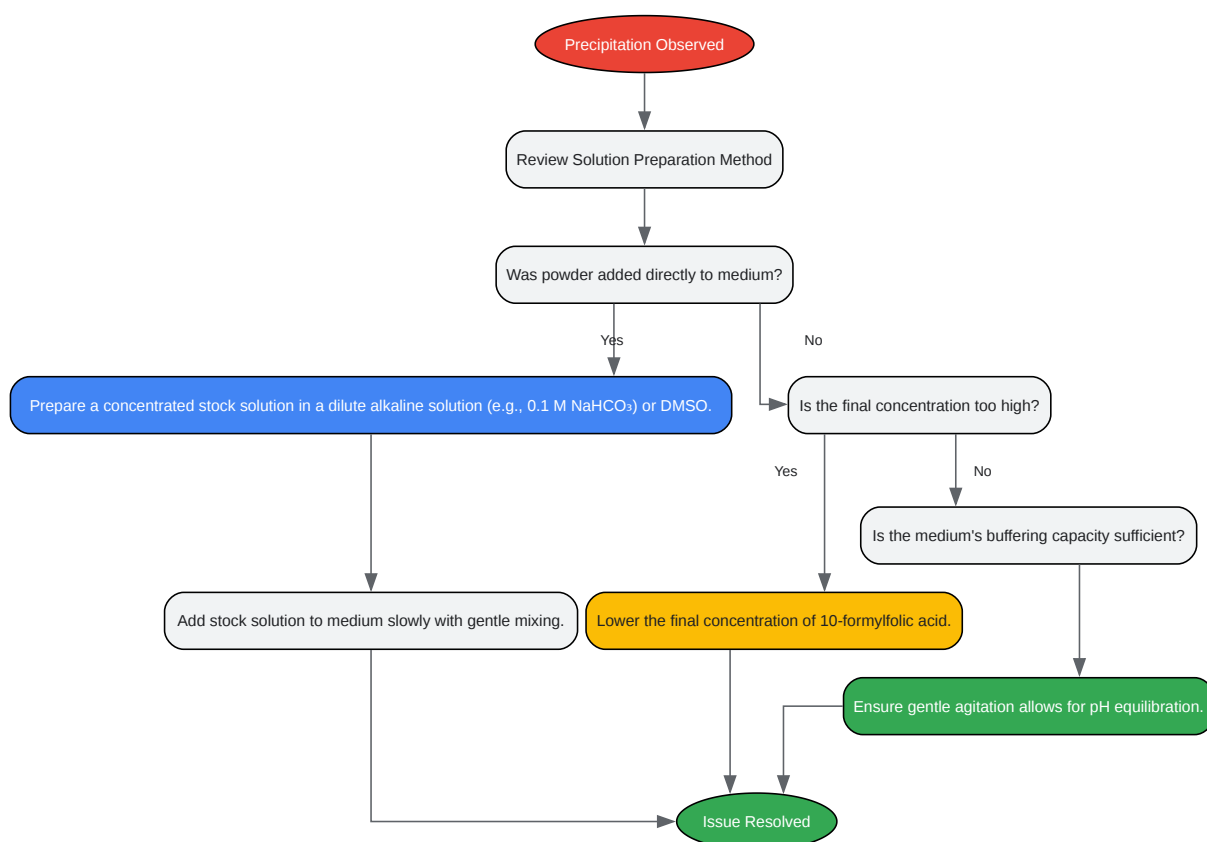 Precipitation Observed
Review Solution Preparation Method
Was powder added directly to medium?
Yes
No
Prepare a concentrated stock solution in a dilute alkaline solution (e.g., 0.1 M NaHCO₃) or DMSO.
Is the final concentration too high?
Yes
No
Is the medium's buffering capacity sufficient?
Add stock solution to medium slowly with gentle mixing.
Lower the final concentration of 10-formylfolic acid.
Ensure gentle agitation allows for pH equilibration.
Issue Resolved